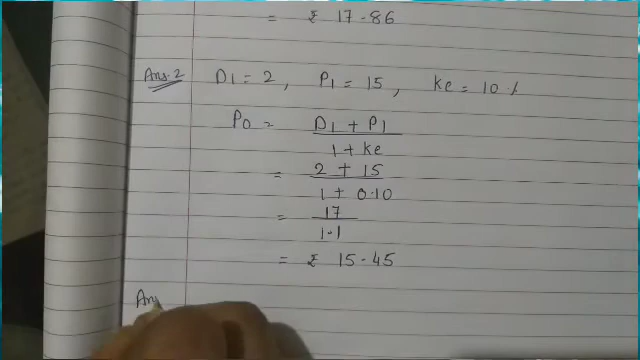 = ₹ 17.86
Ans.2 D1 = 2, P1 = 15, Ke = 10%
P0 = D1 + P1
1 + Ke
= 2 + 15
1 + 0.10
= 17
1.1
= ₹ 15.45
An